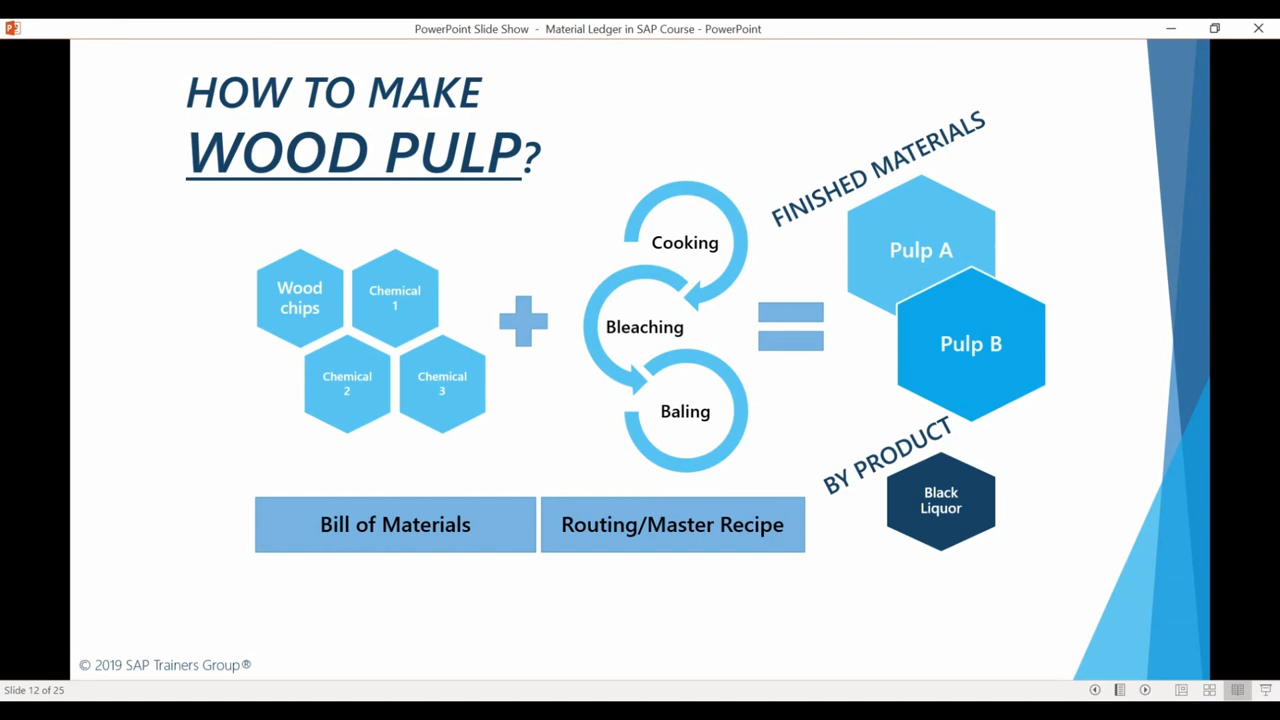 PowerPoint Slide Show - Material Ledger in SAP Course - PowerPoint
HOW TO MAKE
WOOD PULP?
FINISHED MATERIALS
Cooking
Pulp A
Wood
chips
Chemical
1
Bleaching
Pulp B
Chemical
2
Chemical
3
Baling
BY PRODUCT
Black
Liquor
Bill of Materials
Routing/Master Recipe
© 2019 SAP Trainers Group®
Slide 12 of 25